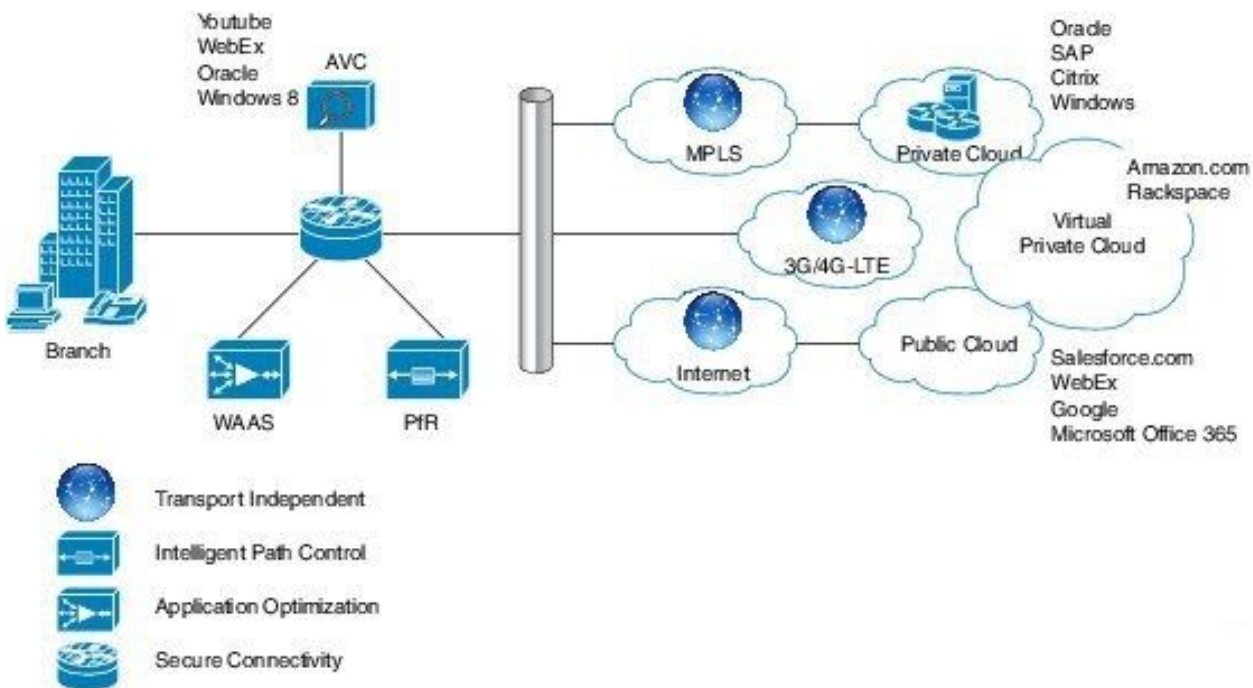 Youtube
WebEx
Oracle
Windows 8
AVC
Branch
WAAS
PfR
MPLS
Private Cloud
Oracle
SAP
Citrix
Windows
Amazon.com
Rackspace
Virtual
Private Cloud
3G/4G-LTE
Internet
Public Cloud
Salesforce.com
WebEx
Google
Microsoft Office 365
Transport Independent
Intelligent Path Control
Application Optimization
Secure Connectivity